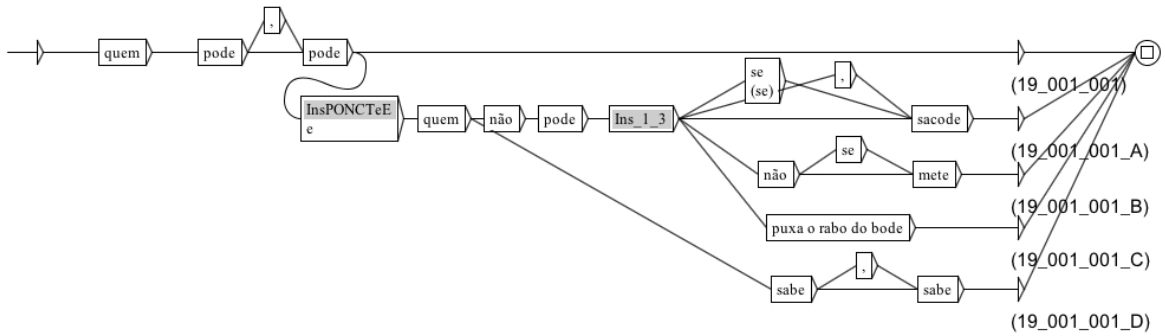 ,
quem
pode
pode
(19_001_001)
se
(se)
,
InsPONCTeE
e
quem
não
pode
Ins_1_3
sacode
(19_001_001_A)
se
não
mete
(19_001_001_B)
puxa o rabo do bode
(19_001_001_C)
,
sabe
sabe
(19_001_001_D)